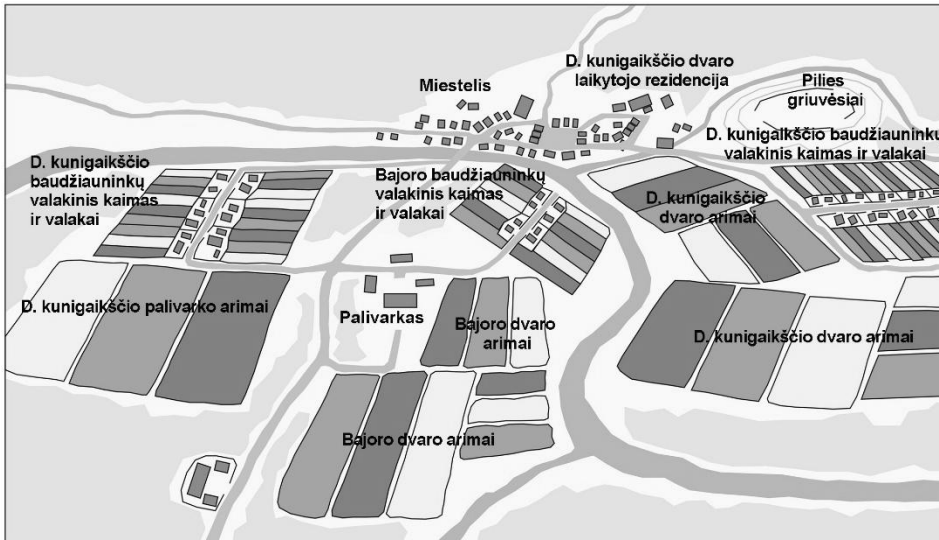 Miestelis
D. kunigaikščio dvaro
laikytojo rezidencija
Pilies
griuvėsiai
D. kunigaikščio baudžiauninkų
valakinis kaimas ir valakai
D. kunigaikščio
baudžiauninkų
valakinis kaimas
ir valakai
Bajoro baudžiauninkų
valakinis kaimas
ir valakai
D. kunigaikščio
dvaro arimai
D. kunigaikščio palivarko arimai
Palivarkas
Bajoro dvaro
arimai
D. kunigaikščio dvaro arimai
Bajoro dvaro arimai